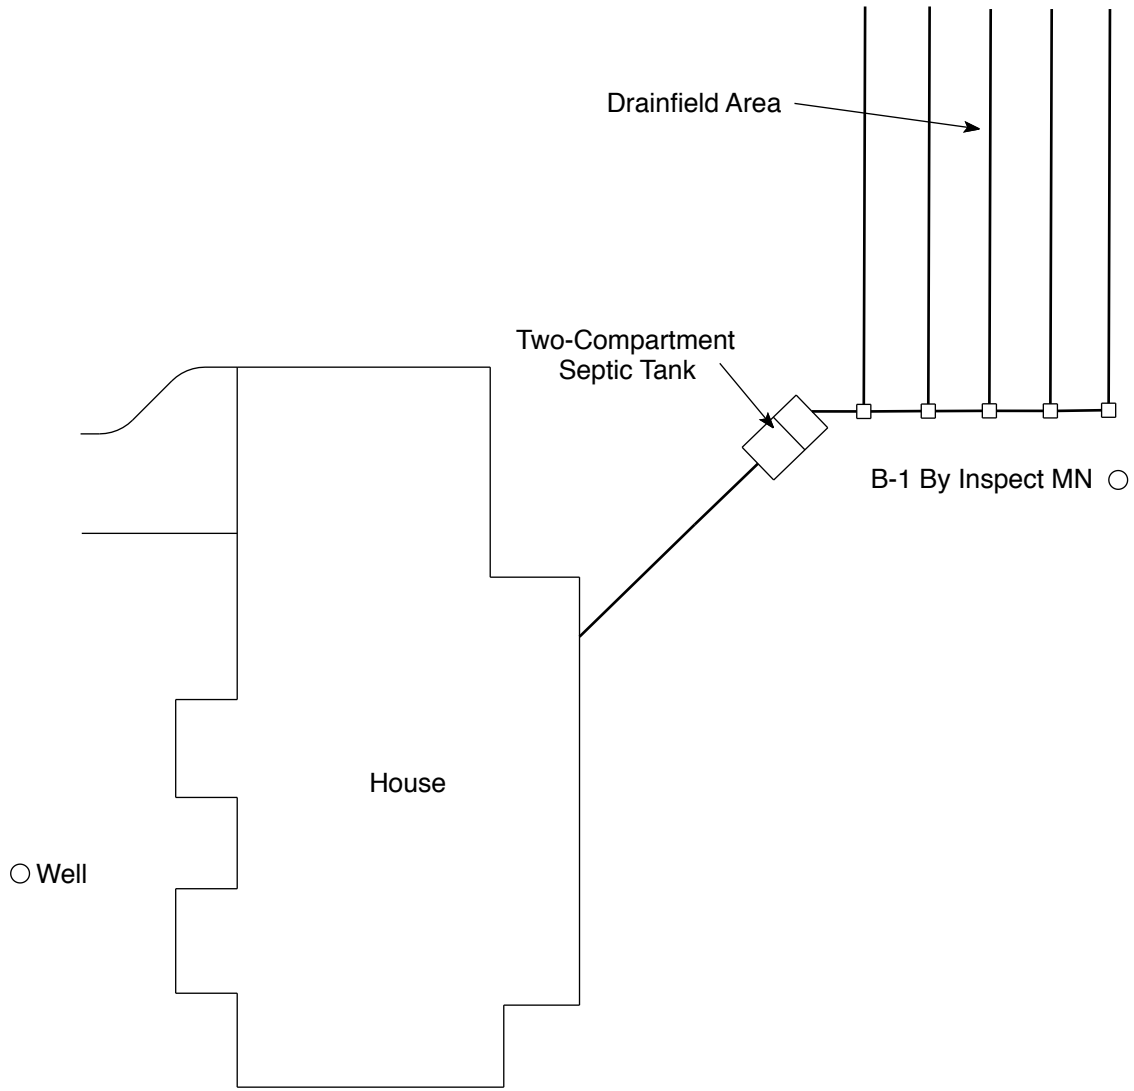 Drainfield Area
Two-Compartment
Septic Tank
B-1 By Inspect MN
House
Well